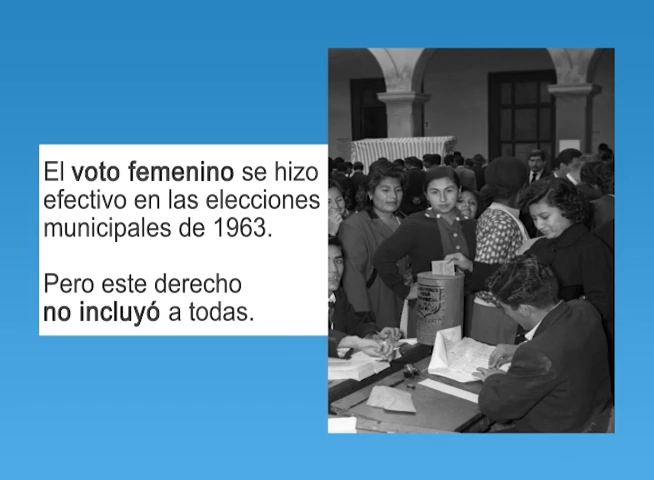 El voto femenino se hizo
efectivo en las elecciones
municipales de 1963.
Pero este derecho
no incluyó a todas.